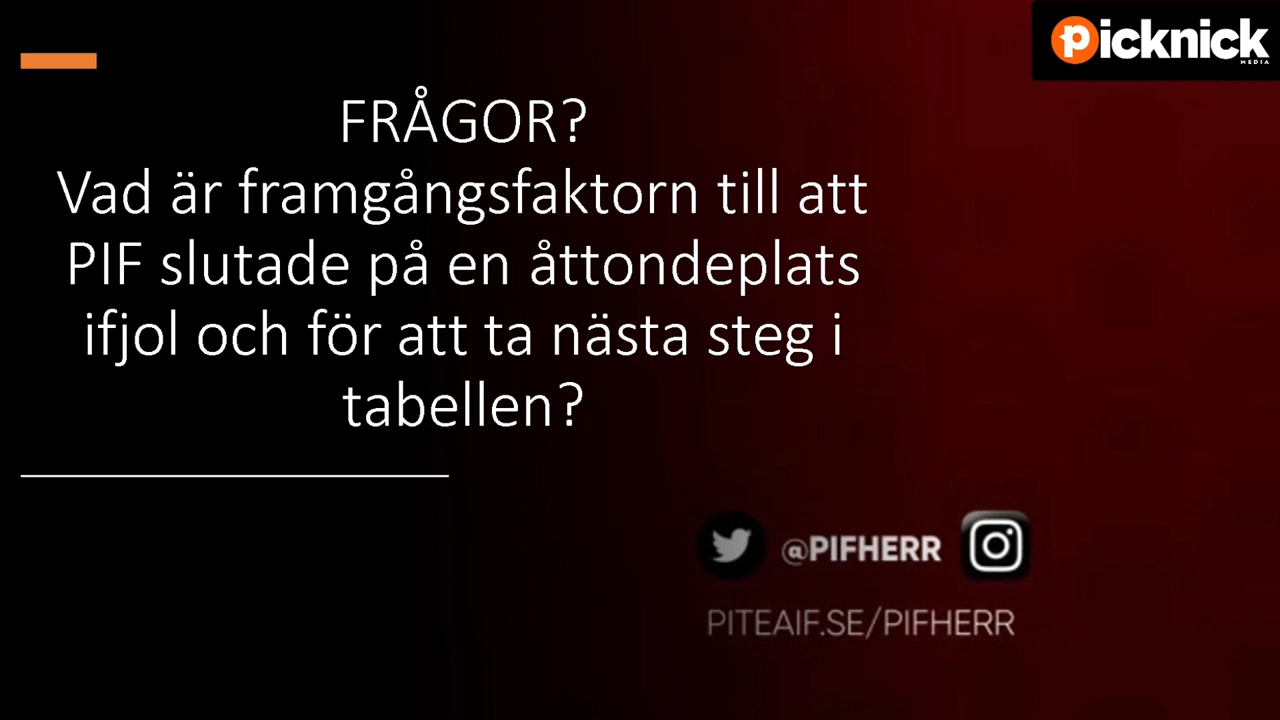 picknick
MEDIA
FRÅGOR?
Vad är framgångsfaktorn till att
PIF slutade på en åttondeplats
ifjol och för att ta nästa steg i
tabellen?
@PIFHERR
PITEAIF.SE/PIFHERR